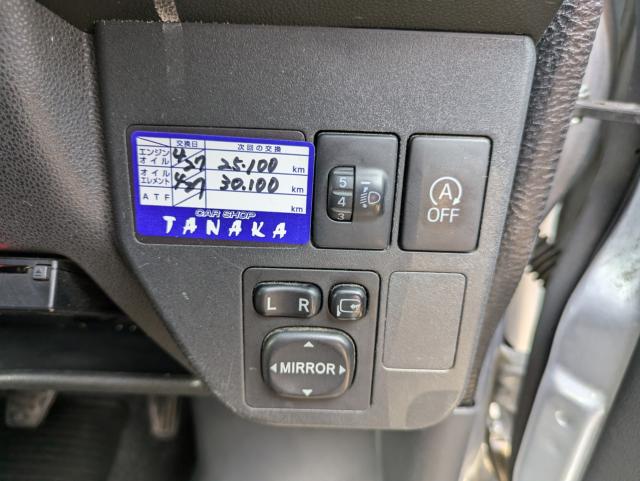 交換日 次回の交換
エンジン
オイル 4/27 25.100 km
オイル
エレメント 4/27 30.100 km
ATF km
CAR SHOP
TANAKA
5
4
3
A
OFF
L R
MIRROR